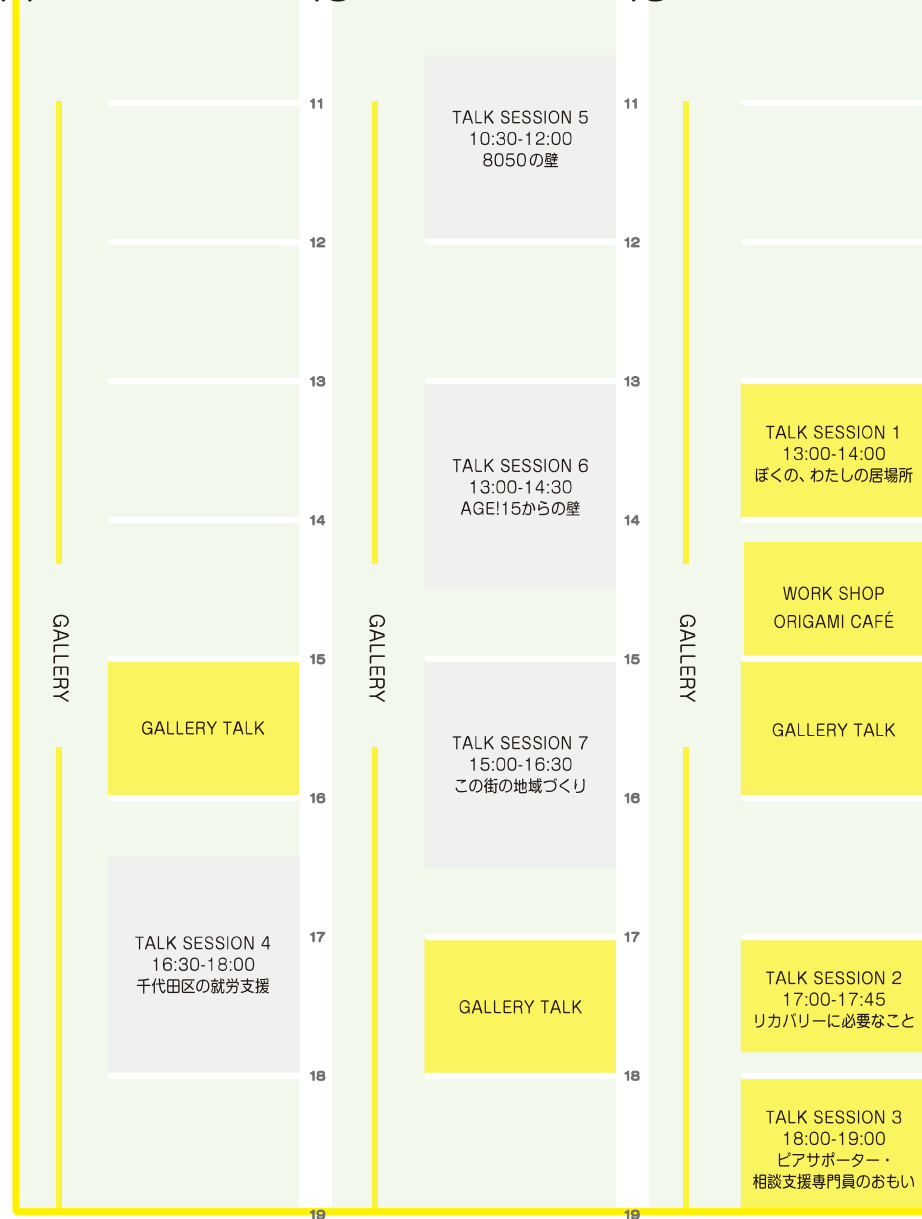 GALLERY
GALLERY TALK
TALK SESSION 4
16:30-18:00
千代田区の就労支援
11
12
13
14
15
16
17
18
19
GALLERY
TALK SESSION 5
10:30-12:00
8050の壁
TALK SESSION 6
13:00-14:30
AGE!15からの壁
TALK SESSION 7
15:00-16:30
この街の地域づくり
GALLERY TALK
11
12
13
14
15
16
17
18
19
GALLERY
TALK SESSION 1
13:00-14:00
ぼくの、わたしの居場所
WORK SHOP
ORIGAMI CAFÉ
GALLERY TALK
TALK SESSION 2
17:00-17:45
リカバリーに必要なこと
TALK SESSION 3
18:00-19:00
ピアサポーター・
相談支援専門員のおもい